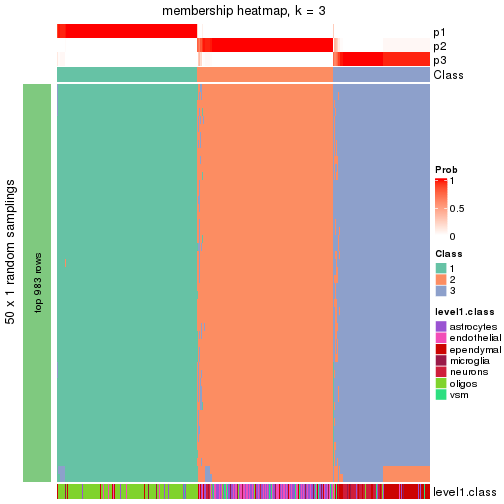 membership heatmap, k = 3
p1
p2
p3
Class
50 x 1 random samplings
top 983 rows
Prob
1
0.5
0
Class
1
2
3
level1.class
astrocytes
endothelial
ependymal
microglia
neurons
oligos
vsm
level1.class